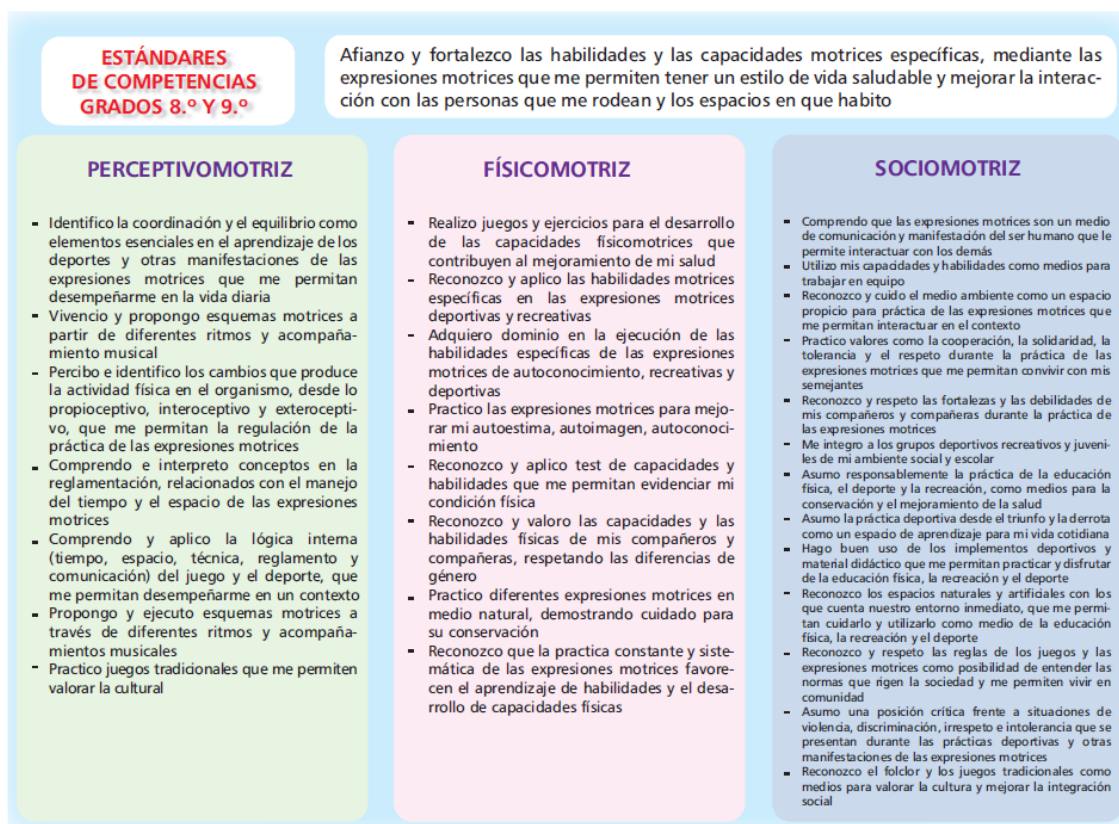 ESTÁNDARES
DE COMPETENCIAS
GRADOS 8.º Y 9.º
Afianzo y fortalezco las habilidades y las capacidades motrices específicas, mediante las
expresiones motrices que me permiten tener un estilo de vida saludable y mejorar la interac-
ción con las personas que me rodean y los espacios en que habito
PERCEPTIVOMOTRIZ
- Identifico la coordinación y el equilibrio como
elementos esenciales en el aprendizaje de los
deportes y otras manifestaciones de las
expresiones motrices que me permitan
desempeñarme en la vida diaria
- Vivencio y propongo esquemas motrices a
partir de diferentes ritmos y acompaña-
miento musical
- Percibo e identifico los cambios que produce
la actividad física en el organismo, desde lo
propioceptivo, interoceptivo y exterocepti-
vo, que me permitan la regulación de la
práctica de las expresiones motrices
- Comprendo e interpreto conceptos en la
reglamentación, relacionados con el manejo
del tiempo y el espacio de las expresiones
motrices
- Comprendo y aplico la lógica interna
(tiempo, espacio, técnica, reglamento y
comunicación) del juego y el deporte, que
me permitan desempeñarme en un contexto
- Propongo y ejecuto esquemas motrices a
través de diferentes ritmos y acompaña-
mientos musicales
- Practico juegos tradicionales que me permiten
valorar la cultural
FÍSICOMOTRIZ
- Realizo juegos y ejercicios para el desarrollo
de las capacidades físicomotrices que
contribuyen al mejoramiento de mi salud
- Reconozco y aplico las habilidades motrices
específicas en las expresiones motrices
deportivas y recreativas
- Adquiero dominio en la ejecución de las
habilidades específicas de las expresiones
motrices de autoconocimiento, recreativas y
deportivas
- Practico las expresiones motrices para mejo-
rar mi autoestima, autoimagen, autoconoci-
miento
- Reconozco y aplico test de capacidades y
habilidades que me permitan evidenciar mi
condición física
- Reconozco y valoro las capacidades y las
habilidades físicas de mis compañeros y
compañeras, respetando las diferencias de
género
- Practico diferentes expresiones motrices en
medio natural, demostrando cuidado para
su conservación
- Reconozco que la practica constante y siste-
mática de las expresiones motrices favore-
cen el aprendizaje de habilidades y el desa-
rrollo de capacidades físicas
SOCIOMOTRIZ
- Comprendo que las expresiones motrices son un medio
de comunicación y manifestación del ser humano que le
permite interactuar con los demás
- Utilizo mis capacidades y habilidades como medios para
trabajar en equipo
- Reconozco y cuido el medio ambiente como un espacio
propicio para práctica de las expresiones motrices que
me permitan interactuar en el contexto
- Practico valores como la cooperación, la solidaridad, la
tolerancia y el respeto durante la práctica de las
expresiones motrices que me permitan convivir con mis
semejantes
- Reconozco y respeto las fortalezas y las debilidades de
mis compañeros y compañeras durante la práctica de
las expresiones motrices
- Me integro a los grupos deportivos recreativos y juveni-
les de mi ambiente social y escolar
- Asumo responsablemente la práctica de la educación
física, el deporte y la recreación, como medios para la
conservación y el mejoramiento de la salud
- Asumo la práctica deportiva desde el triunfo y la derrota
como un espacio de aprendizaje para mi vida cotidiana
- Hago buen uso de los implementos deportivos y
material didáctico que me permitan practicar y disfrutar
de la educación física, la recreación y el deporte
- Reconozco los espacios naturales y artificiales con los
que cuenta nuestro entorno inmediato, que me permi-
tan cuidarlo y utilizarlo como medio de la educación
física, la recreación y el deporte
- Reconozco y respeto las reglas de los juegos y las
expresiones motrices como posibilidad de entender las
normas que rigen la sociedad y me permiten vivir en
comunidad
- Asumo una posición crítica frente a situaciones de
violencia, discriminación, irrespeto e intolerancia que se
presentan durante las prácticas deportivas y otras
manifestaciones de las expresiones motrices
- Reconozco el folclor y los juegos tradicionales como
medios para valorar la cultura y mejorar la integración
social